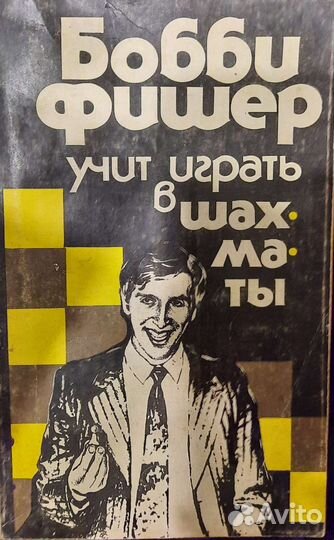 Бобби
Фишер
учит играть
в
шах·
ма·
ты
Avito